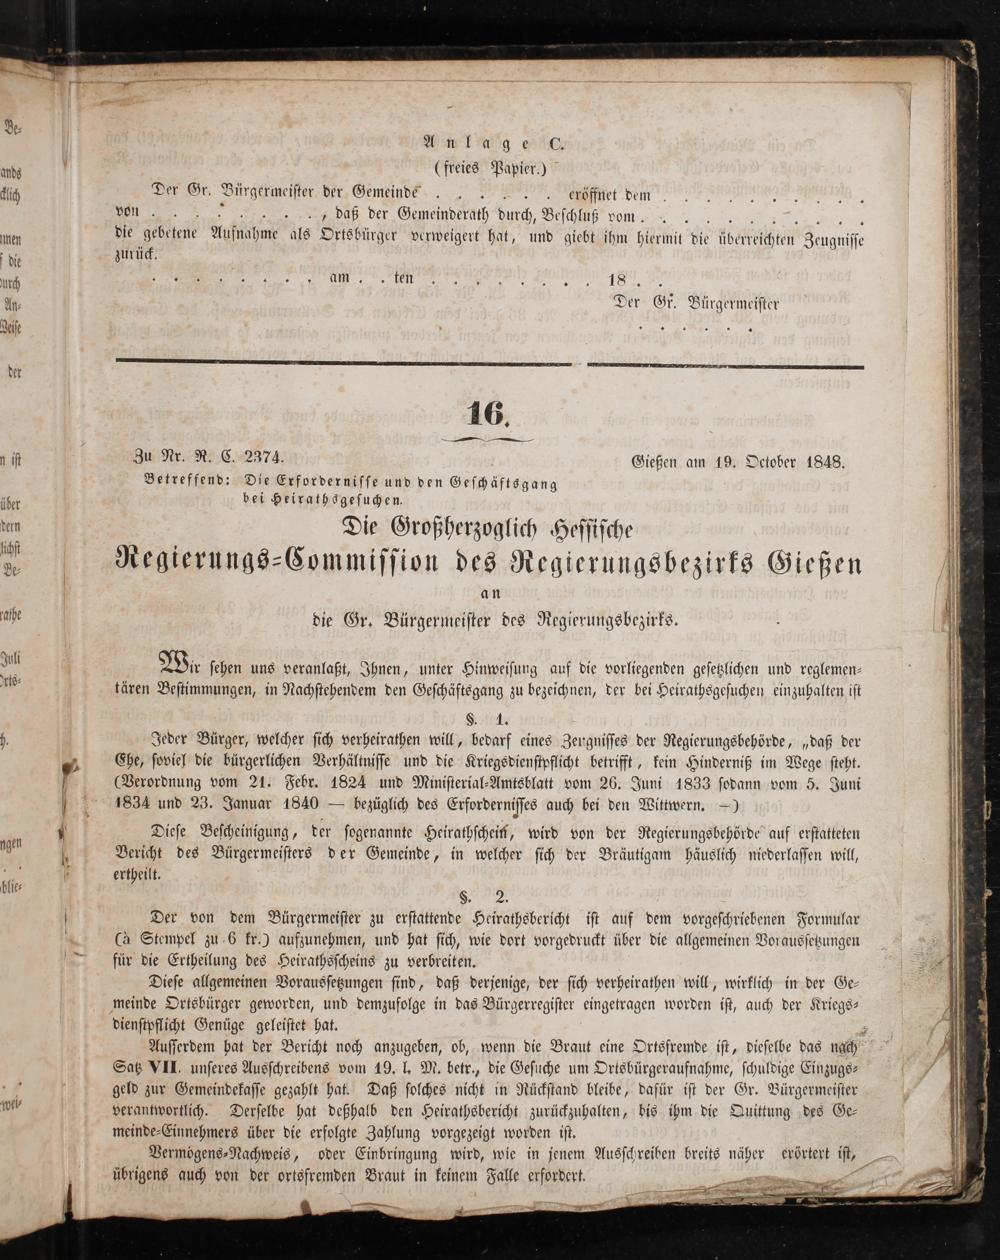 Anlage C.
(freies Papier.)
Der Gr. Bürgermeister der Gemeinde . . . . . . eröffnet dem . . . . . . . . . .
von . . . . . . . . ., daß der Gemeinderath durch, Beschluß vom . . . . . . . . . .
die gebetene Aufnahme als Ortsbürger verweigert hat, und giebt ihm hiermit die überreichten Zeugnisse
zurück.
. . . . . . . . am . . ten . . . . . . . . . 18 . .
Der Gr. Bürgermeister
. . . . . .
16.
Zu Nr. R. C. 2374.
Gießen am 19. October 1848.
Betreffend: Die Erfordernisse und den Geschäftsgang
bei Heirathsgesuchen.
Die Großherzoglich Hessische
Regierungs-Commission des Regierungsbezirks Gießen
an
die Gr. Bürgermeister des Regierungsbezirks.
Wir sehen uns veranlaßt, Ihnen, unter Hinweisung auf die vorliegenden gesetzlichen und reglemen-
tären Bestimmungen, in Nachstehendem den Geschäftsgang zu bezeichnen, der bei Heirathsgesuchen einzuhalten ist
§. 1.
Jeder Bürger, welcher sich verheirathen will, bedarf eines Zeugnisses der Regierungsbehörde, „daß der
Ehe, soviel die bürgerlichen Verhältnisse und die Kriegsdienstpflicht betrifft, kein Hinderniß im Wege steht.
(Verordnung vom 21. Febr. 1824 und Ministerial-Amtsblatt vom 26. Juni 1833 sodann vom 5. Juni
1834 und 23. Januar 1840 — bezüglich des Erfordernisses auch bei den Wittwern. —)
Diese Bescheinigung, der sogenannte Heirathschein, wird von der Regierungsbehörde auf erstatteten
Bericht des Bürgermeisters der Gemeinde, in welcher sich der Bräutigam häuslich niederlassen will,
ertheilt.
§. 2.
Der von dem Bürgermeister zu erstattende Heirathsbericht ist auf dem vorgeschriebenen Formular
(à Stempel zu 6 kr.) aufzunehmen, und hat sich, wie dort vorgedruckt über die allgemeinen Voraussetzungen
für die Ertheilung des Heirathsscheins zu verbreiten.
Diese allgemeinen Voraussetzungen sind, daß derjenige, der sich verheirathen will, wirklich in der Ge-
meinde Ortsbürger geworden, und demzufolge in das Bürgerregister eingetragen worden ist, auch der Kriegs-
dienstpflicht Genüge geleistet hat.
Ausserdem hat der Bericht noch anzugeben, ob, wenn die Braut eine Ortsfremde ist, dieselbe das nach
Satz VII. unseres Ausschreibens vom 19. l. M. betr., die Gesuche um Ortsbürgeraufnahme, schuldige Einzugs-
geld zur Gemeindekasse gezahlt hat. Daß solches nicht in Rückstand bleibe, dafür ist der Gr. Bürgermeister
verantwortlich. Derselbe hat deßhalb den Heirathsbericht zurückzuhalten, bis ihm die Quittung des Ge-
meinde-Einnehmers über die erfolgte Zahlung vorgezeigt worden ist.
Vermögens-Nachweis, oder Einbringung wird, wie in jenem Ausschreiben breits näher erörtert ist,
übrigens auch von der ortsfremden Braut in keinem Falle erfordert.